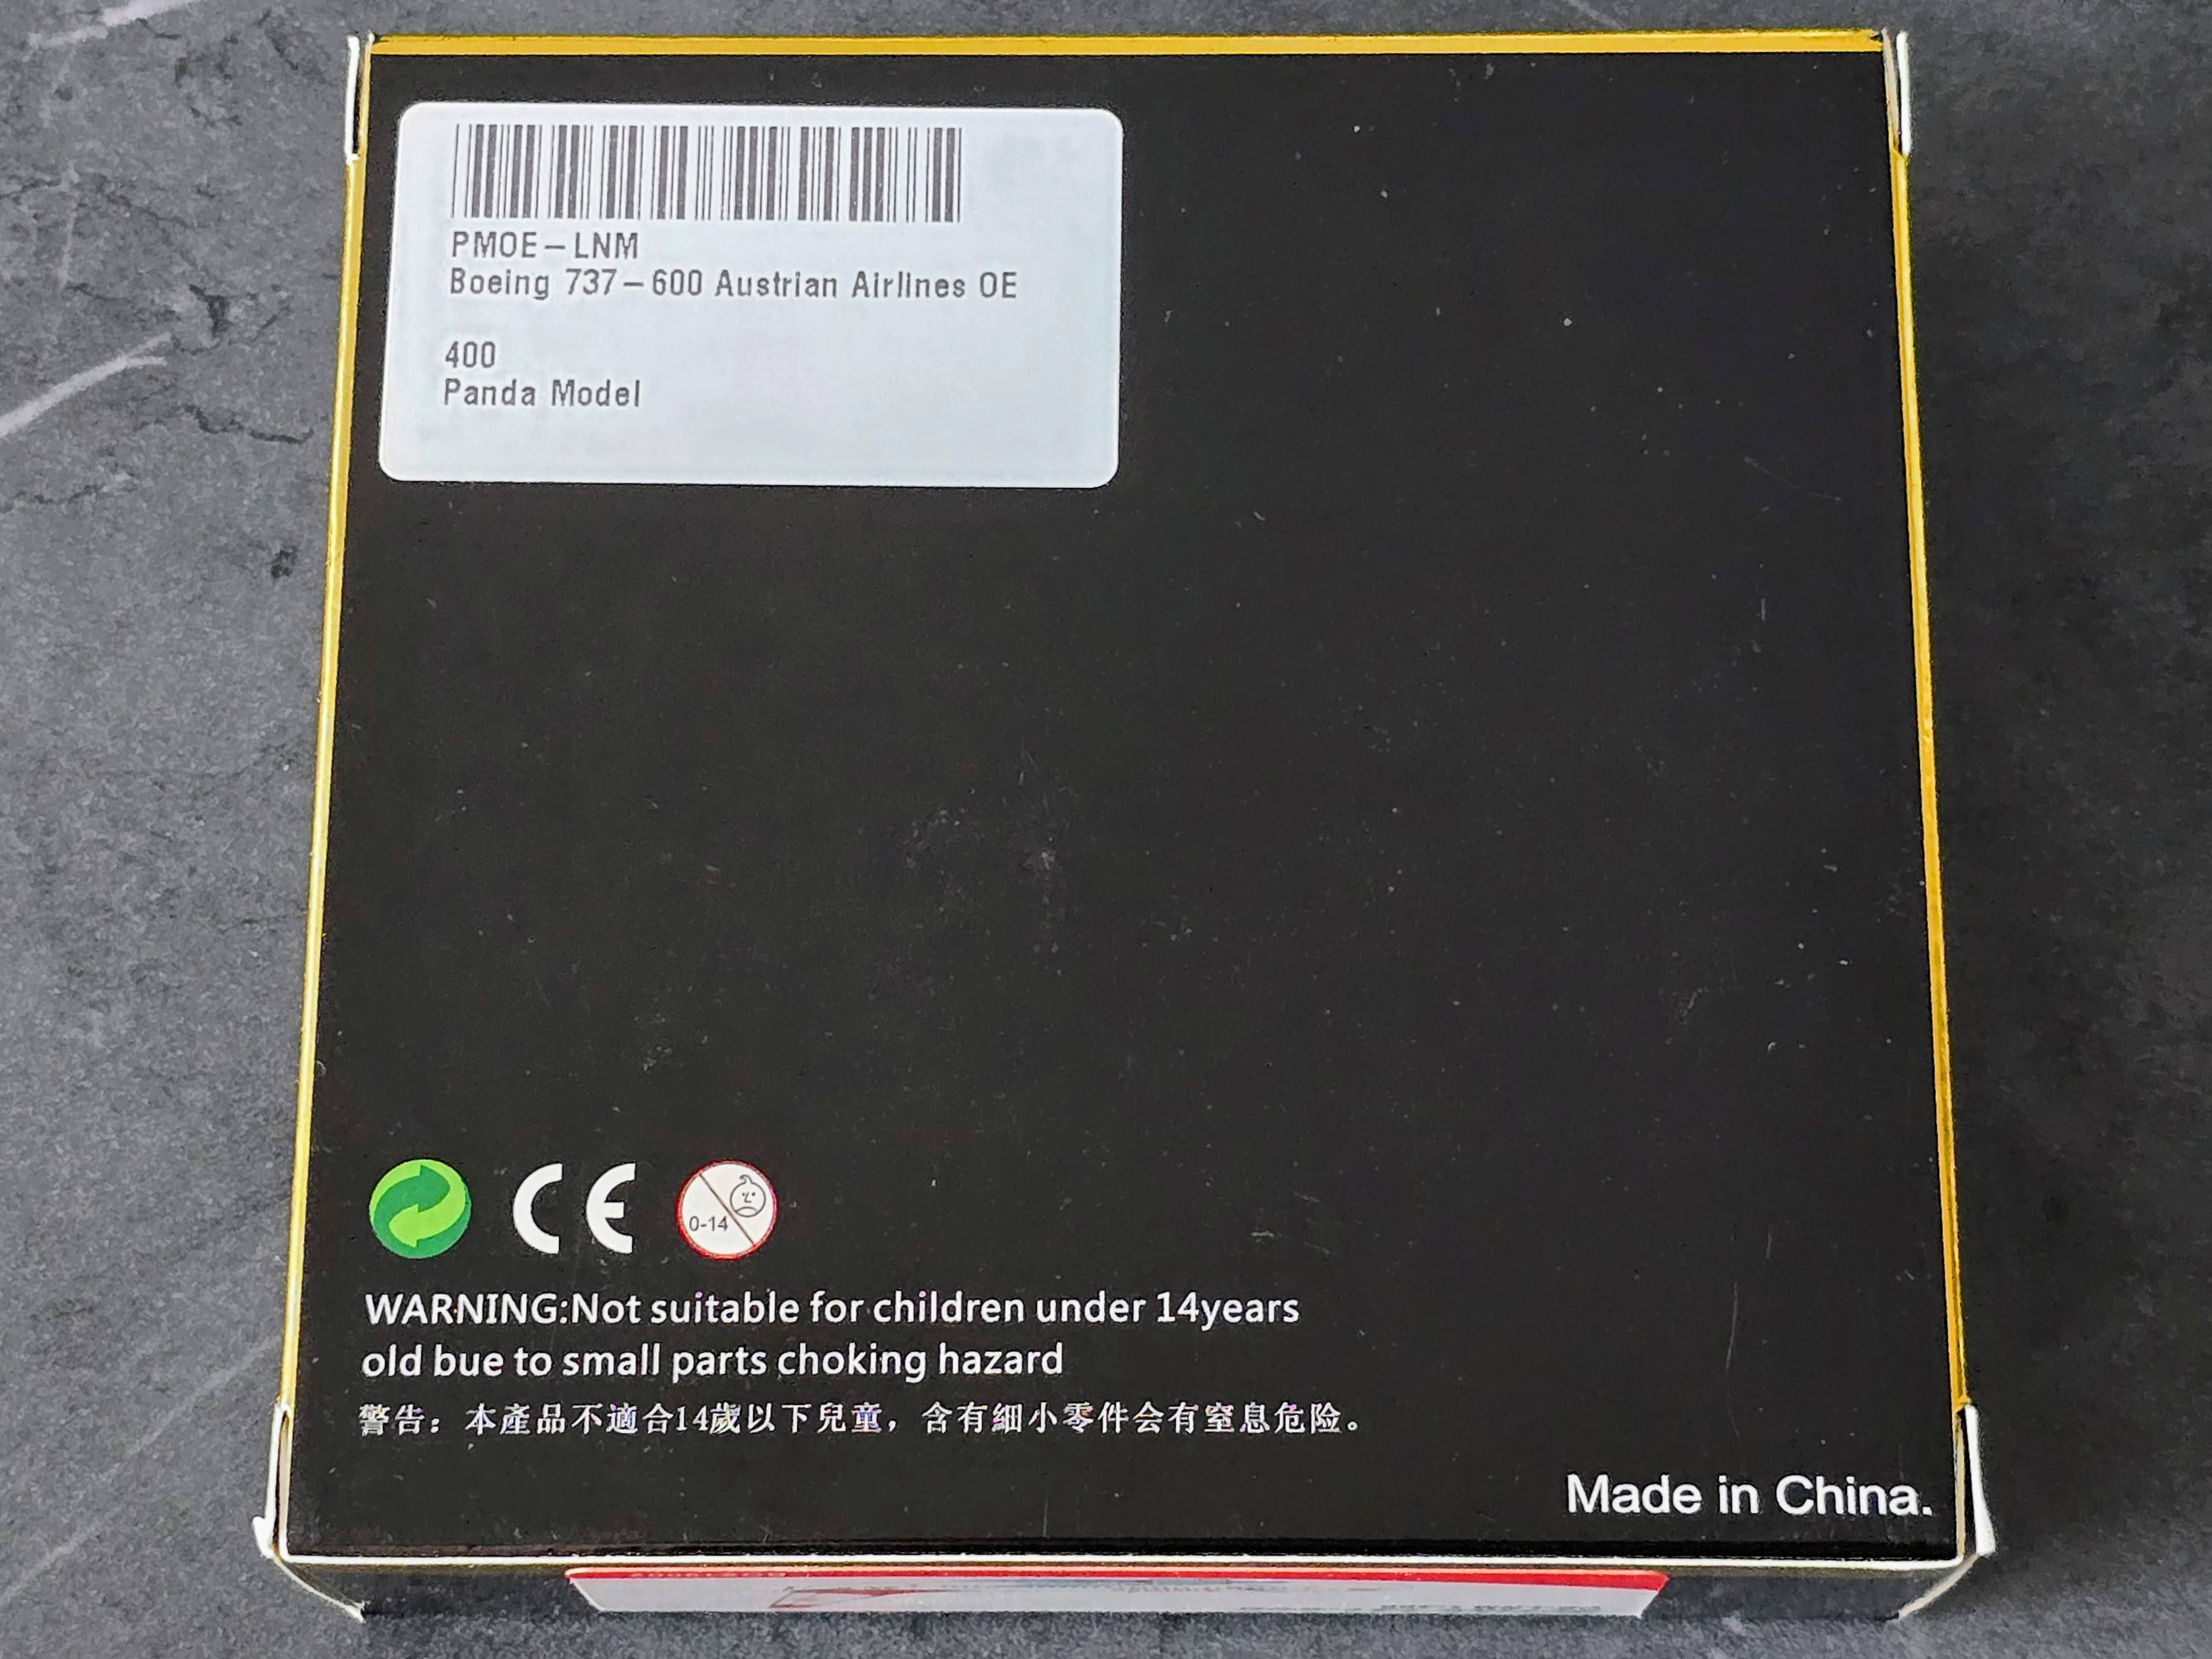 PMOE-LNM
Boeing 737-600 Austrian Airlines OE
400
Panda Model
CE
0-14
WARNING:Not suitable for children under 14years
old bue to small parts choking hazard
警告：本產品不適合14歲以下兒童，含有細小零件会有窒息危险。
Made in China.